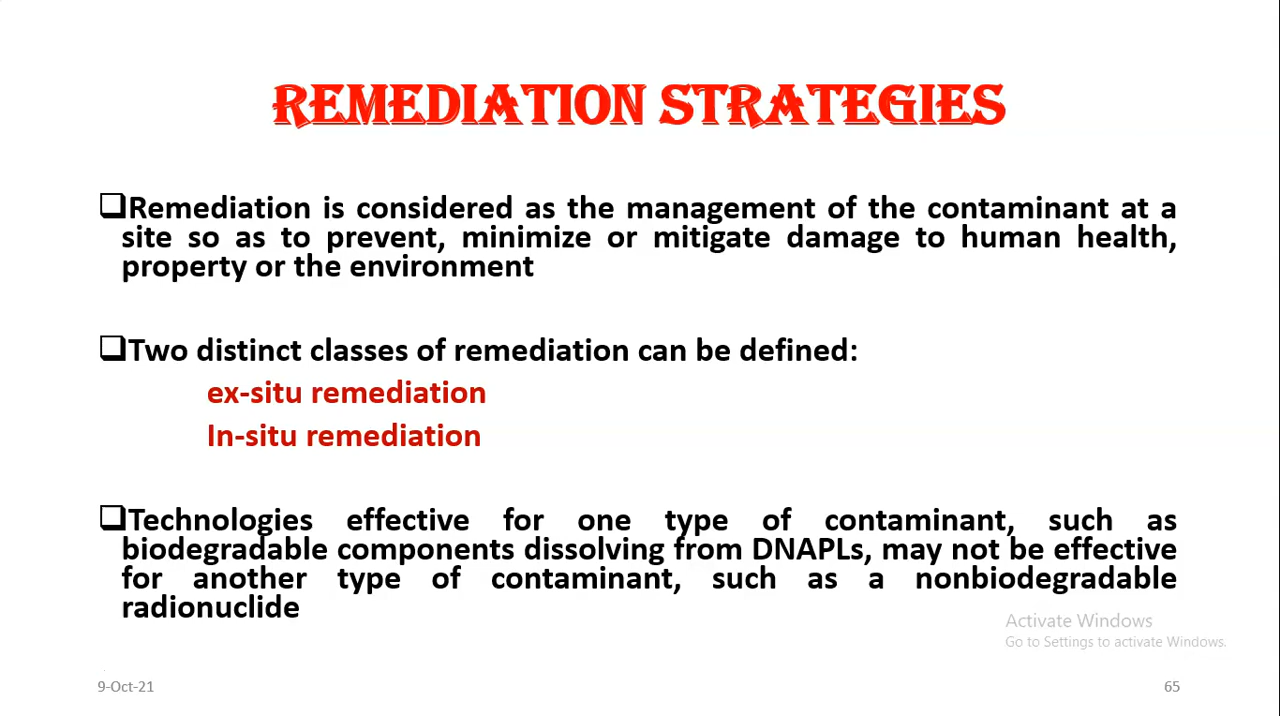 REMEDIATION STRATEGIES
Remediation is considered as the management of the contaminant at a
site so as to prevent, minimize or mitigate damage to human health,
property or the environment
Two distinct classes of remediation can be defined:
ex-situ remediation
In-situ remediation
Technologies effective for one type of contaminant, such as
biodegradable components dissolving from DNAPLs, may not be effective
for another type of contaminant, such as a nonbiodegradable
radionuclide
Activate Windows
Go to Settings to activate Windows.
9-Oct-21
65